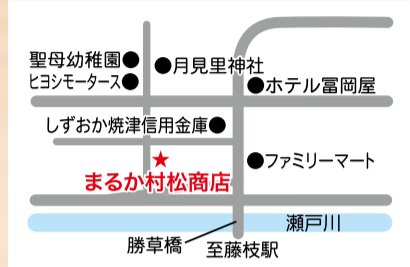 聖母幼稚園
月見里神社
ヒヨシモータース
ホテル冨岡屋
しずおか焼津信用金庫
ファミリーマート
まるか村松商店
瀬戸川
勝草橋
至藤枝駅